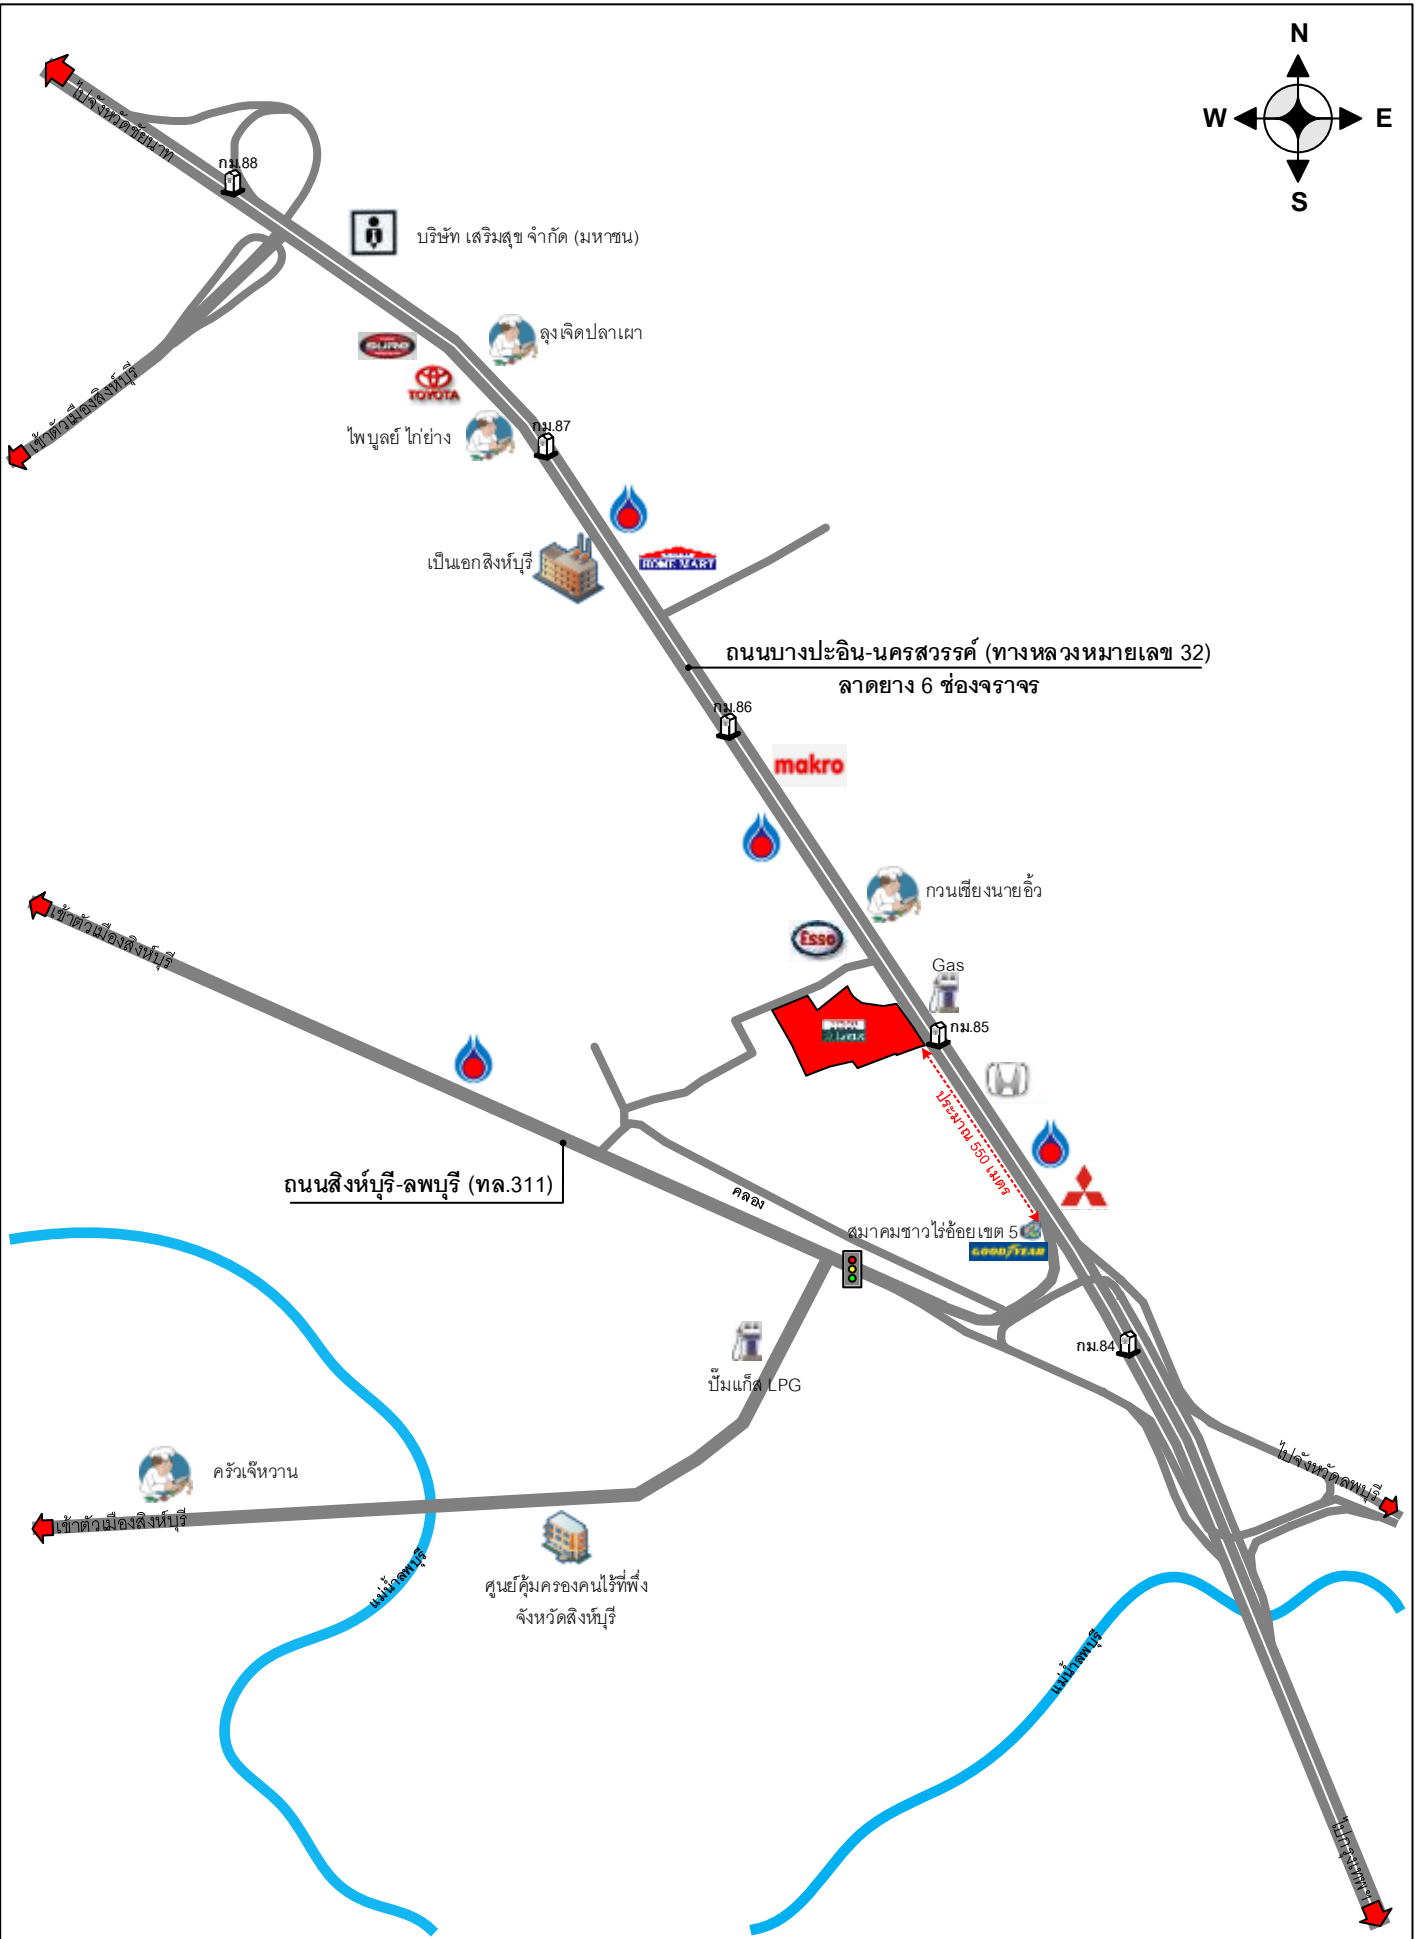 N
W
E
S
ไปจังหวัดชัยนาท
กม.88
บริษัท เสริมสุข จำกัด (มหาชน)
ลุงเจิดปลาเผา
SURE
TOYOTA
เข้าตัวเมืองสิงห์บุรี
ไพบูลย์ ไก่ย่าง
กม.87
เป็นเอกสิงห์บุรี
HOME MART
ถนนบางปะอิน-นครสวรรค์ (ทางหลวงหมายเลข 32)
ลาดยาง 6 ช่องจราจร
กม.86
makro
กวนเชียงนายอิ้ว
เข้าตัวเมืองสิงห์บุรี
Esso
Gas
กม.85
ประมาณ 550 เมตร
ถนนสิงห์บุรี-ลพบุรี (ทล.311)
คลอง
สมาคมชาวไร่อ้อยเขต 5
GOODYEAR
กม.84
ปั๊มแก๊ส LPG
ไปจังหวัดลพบุรี
ครัวเจ๊หวาน
เข้าตัวเมืองสิงห์บุรี
แม่น้ำลพบุรี
ศูนย์คุ้มครองคนไร้ที่พึ่ง
จังหวัดสิงห์บุรี
แม่น้ำลพบุรี
ไปกรุงเทพฯ